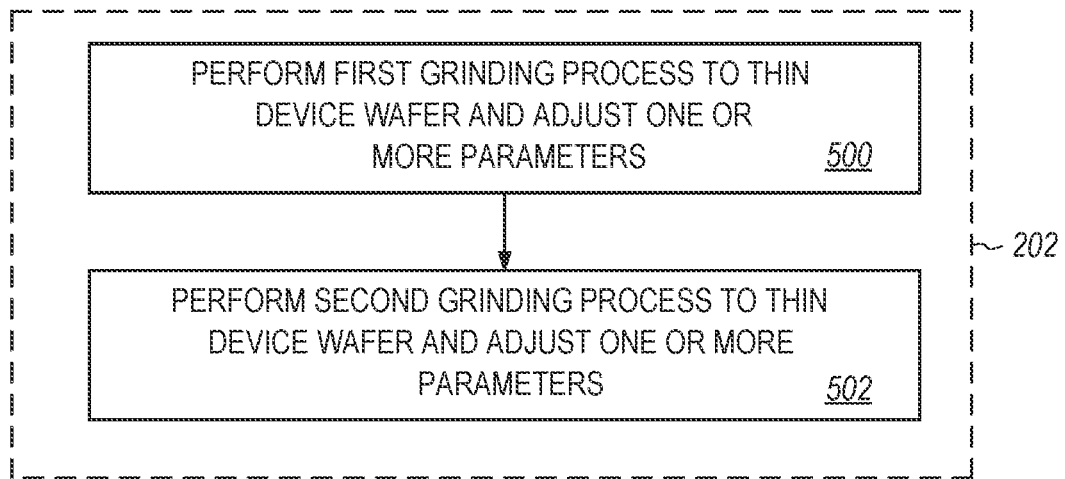 PERFORM FIRST GRINDING PROCESS TO THIN
DEVICE WAFER AND ADJUST ONE OR
MORE PARAMETERS
500
202
PERFORM SECOND GRINDING PROCESS TO THIN
DEVICE WAFER AND ADJUST ONE OR MORE
PARAMETERS
502